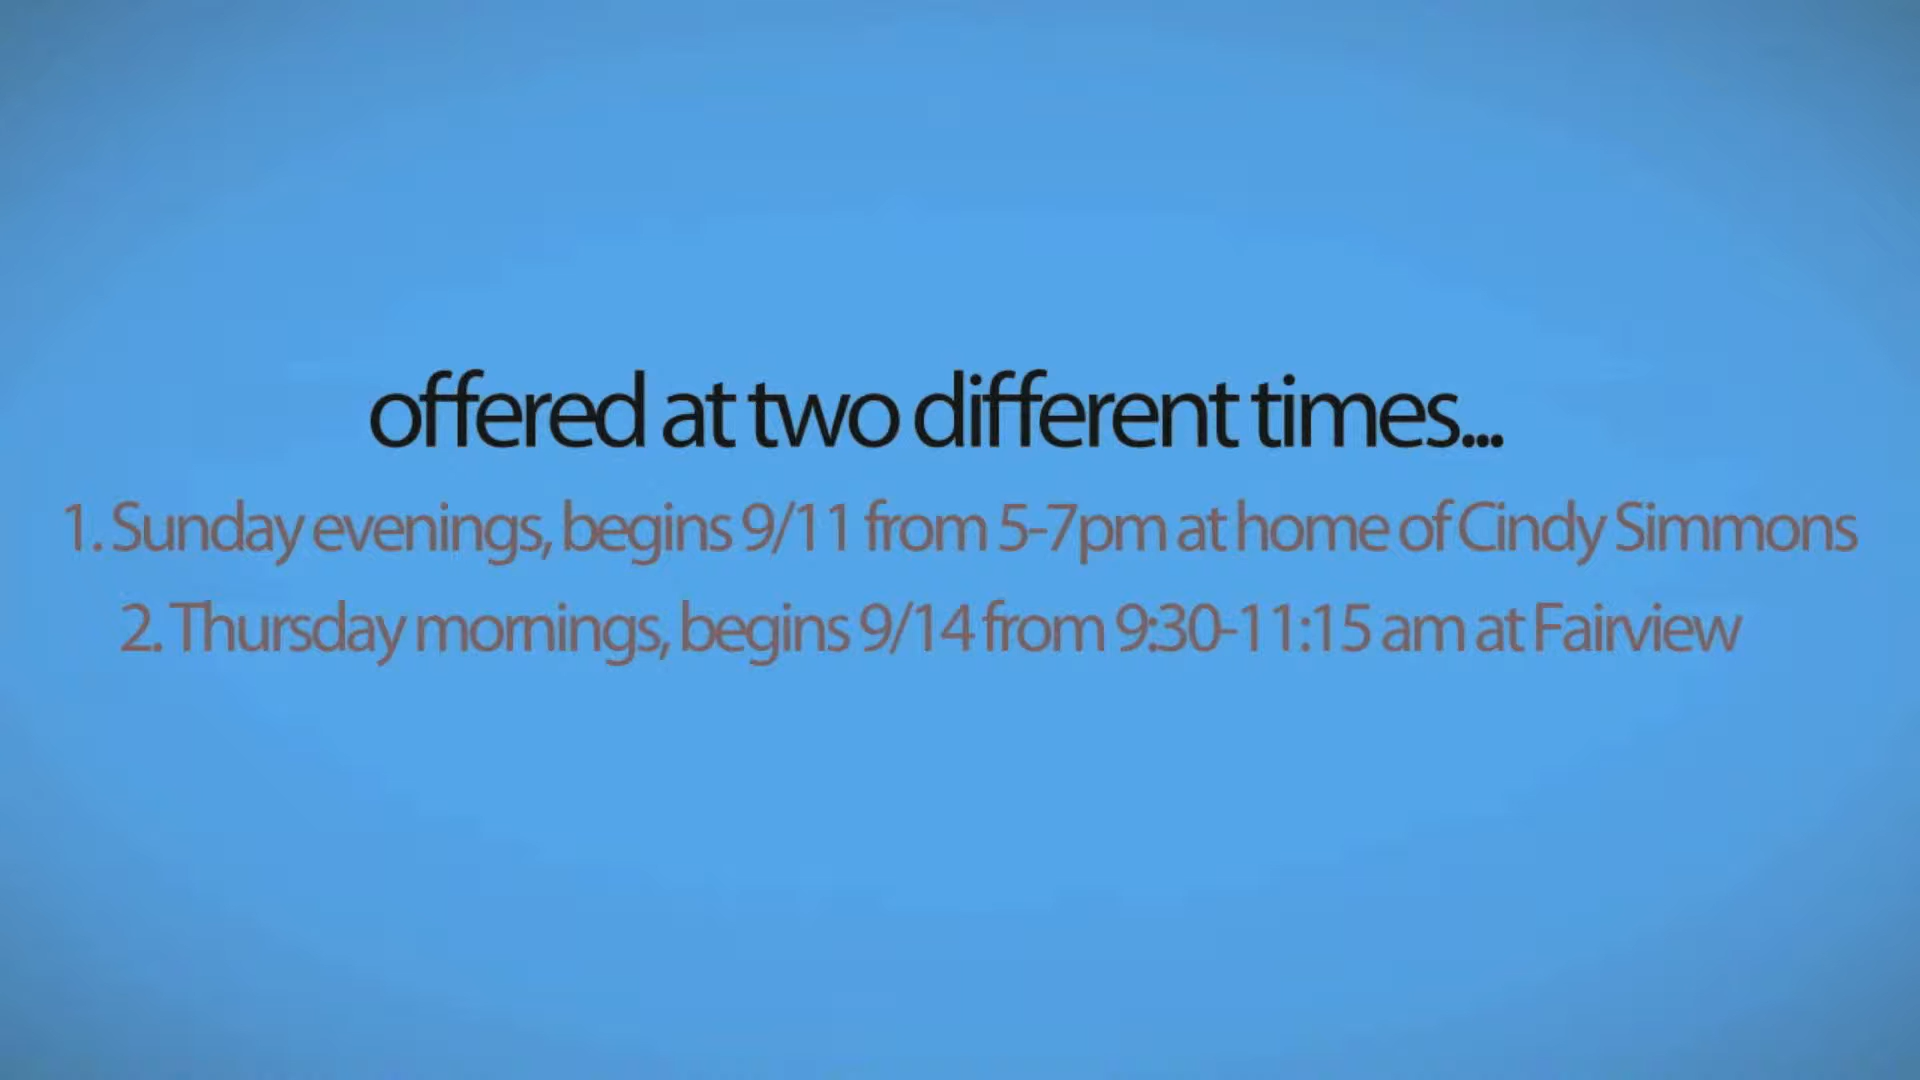 offered at two different times...
1. Sunday evenings, begins 9/11 from 5-7pm at home of Cindy Simmons
2. Thursday mornings, begins 9/14 from 9:30-11:15 am at Fairview